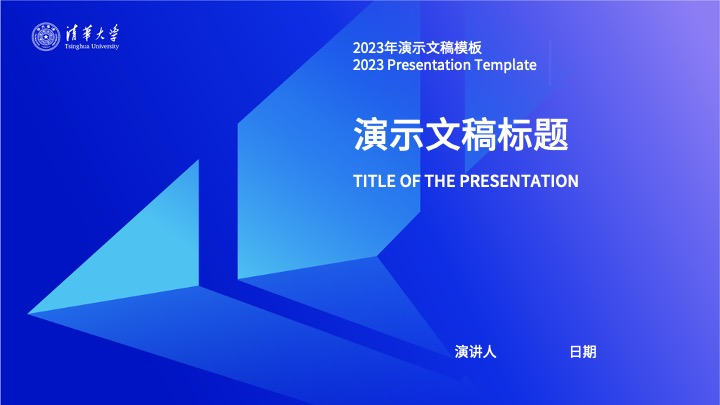 清华大学
Tsinghua University
2023年演示文稿模板
2023 Presentation Template
演示文稿标题
TITLE OF THE PRESENTATION
演讲人 日期